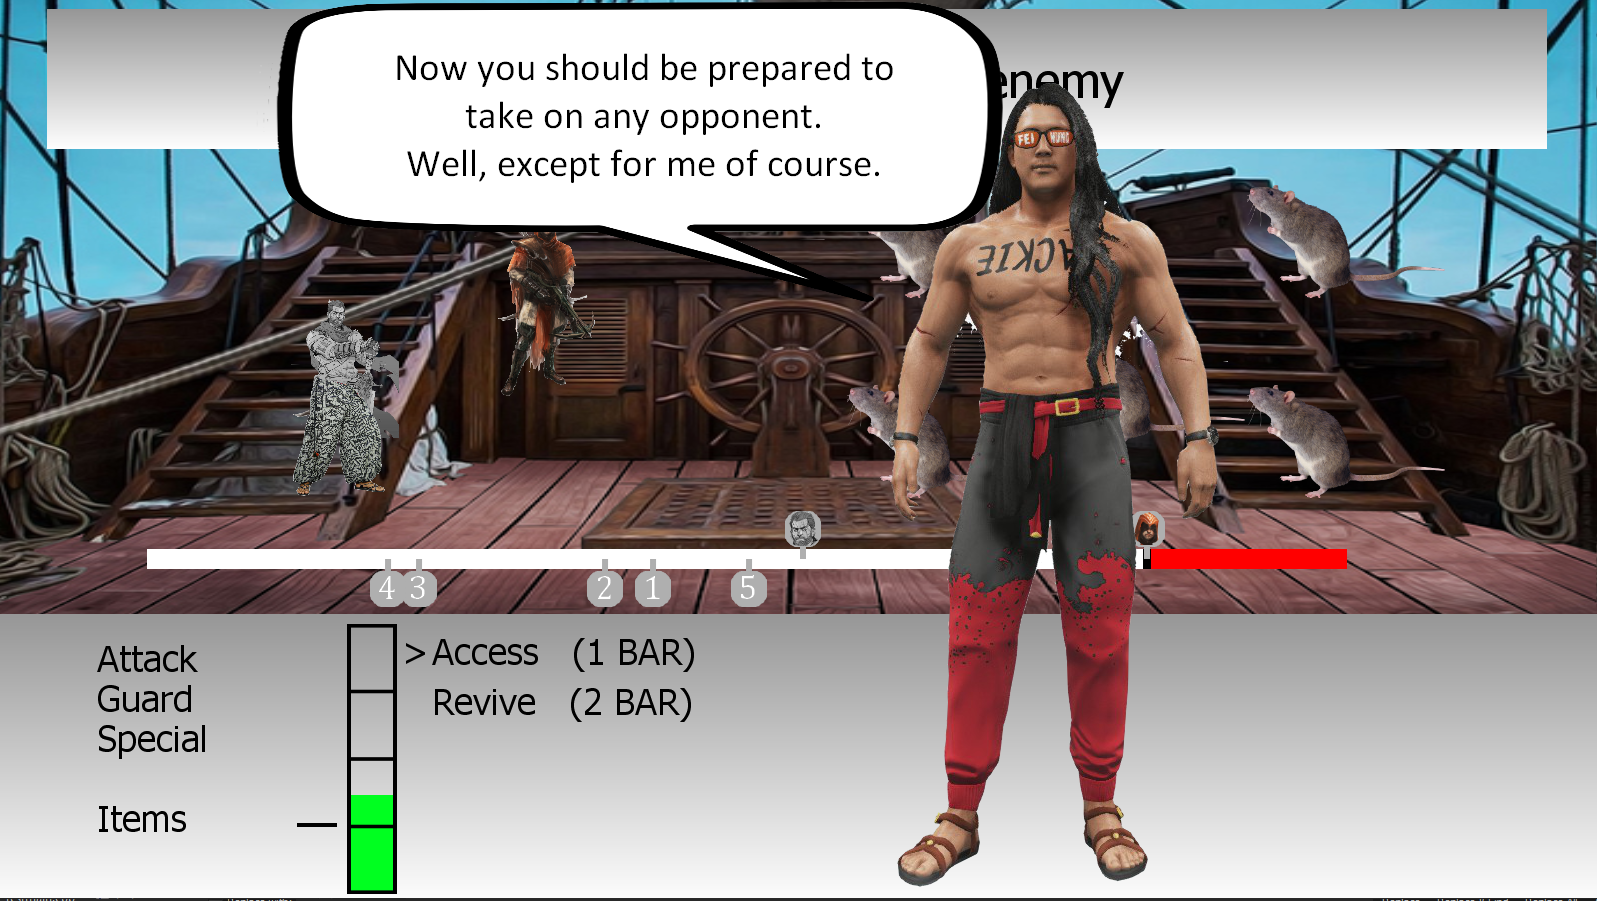 Now you should be prepared to
take on any opponent.
Well, except for me of course.
enemy
FEI HUNG
JACKIE
4 3 2 1 5
Attack
Guard
Special
Items
>Access (1 BAR)
Revive (2 BAR)